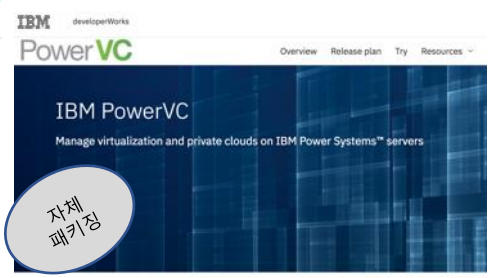 IBM developerWorks
PowerVC Overview Release plan Try Resources
IBM PowerVC
Manage virtualization and private clouds on IBM Power Systems™ servers
자체
패키징